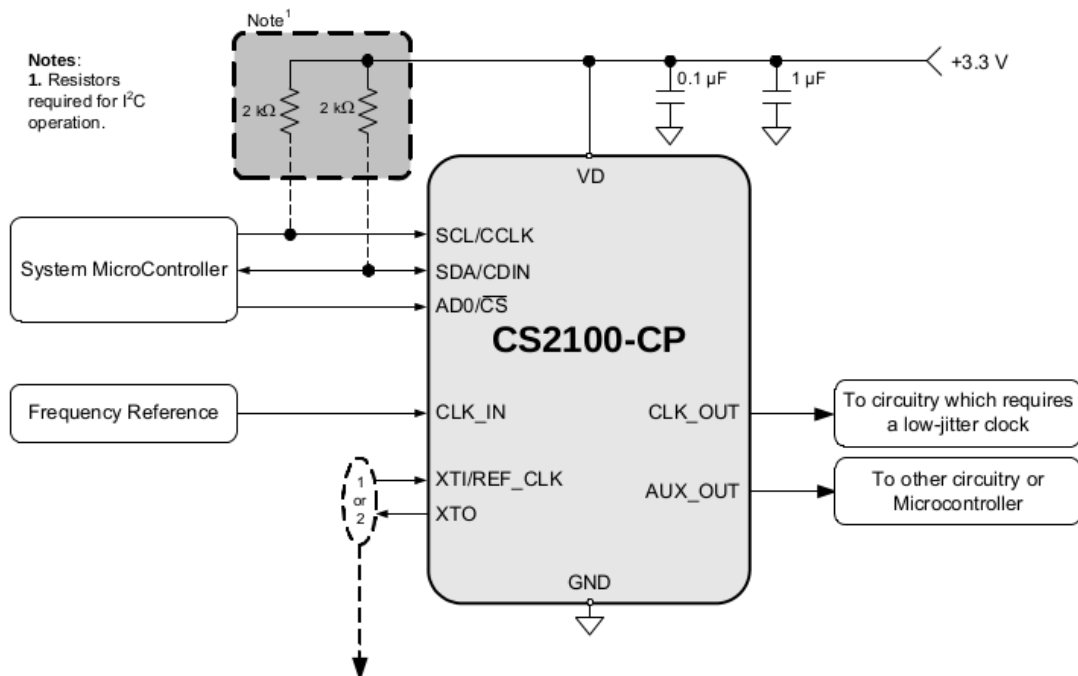 Note¹
Notes:
1. Resistors
required for I²C
operation.
2 kΩ
2 kΩ
0.1 µF
1 µF
+3.3 V
VD
System MicroController
SCL/CCLK
SDA/CDIN
AD0/C̅S̅
CS2100-CP
Frequency Reference
CLK_IN
CLK_OUT
To circuitry which requires
a low-jitter clock
XTI/REF_CLK
1
or
2
XTO
AUX_OUT
To other circuitry or
Microcontroller
GND